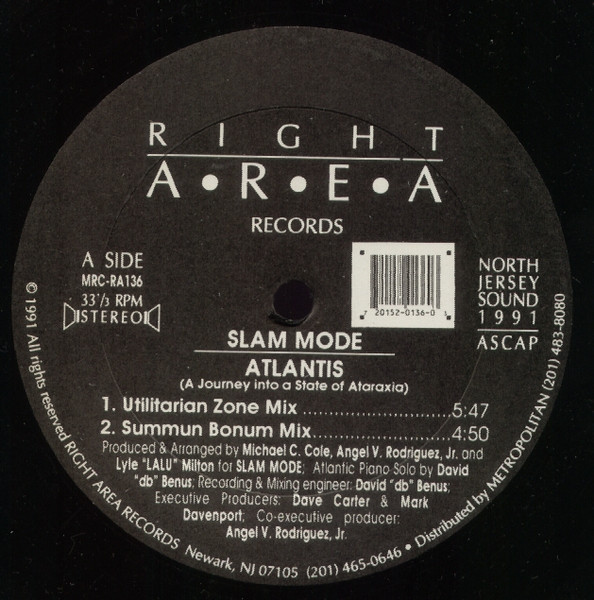 RIGHT
A•R•E•A
RECORDS
A SIDE
MRC-RA136
33⅓ RPM
STEREO
7 20152-0136-0 1
NORTH
JERSEY
SOUND
1991
ASCAP
SLAM MODE
ATLANTIS
(A Journey into a State of Ataraxia)
1. Utilitarian Zone Mix..............................5:47
2. Summun Bonum Mix............................4:50
Produced & Arranged by Michael C. Cole, Angel V. Rodriguez, Jr. and
Lyle "LALU" Milton for SLAM MODE; Atlantic Piano Solo by David
"db" Benus; Recording & Mixing engineer: David "db" Benus;
Executive Producers: Dave Carter & Mark
Davenport; Co-executive producer:
Angel V. Rodriguez, Jr.
© 1991 All rights reserved RIGHT AREA RECORDS Newark, NJ 07105 (201) 465-0646 • Distributed by METROPOLITAN (201) 483-8080